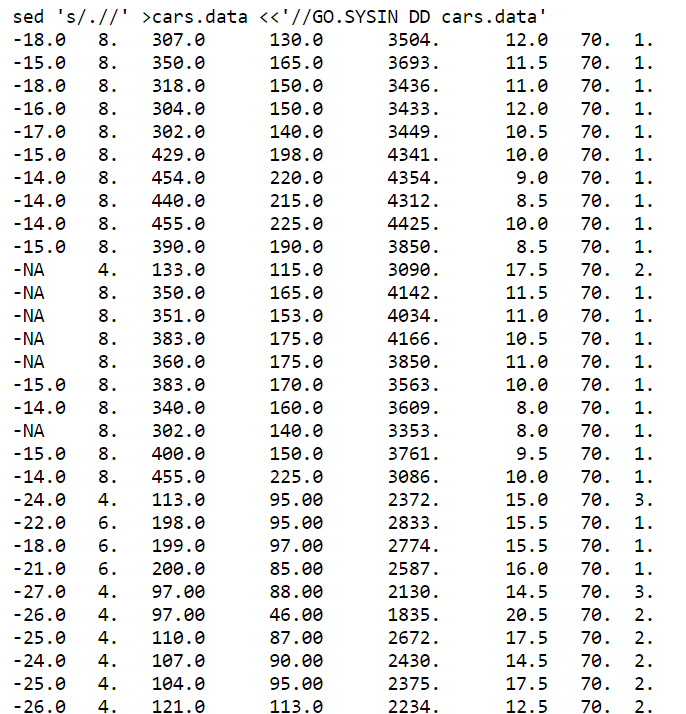 sed 's/.//' >cars.data <<'//GO.SYSIN DD cars.data'
-18.0   8.   307.0      130.0      3504.      12.0   70.  1.
-15.0   8.   350.0      165.0      3693.      11.5   70.  1.
-18.0   8.   318.0      150.0      3436.      11.0   70.  1.
-16.0   8.   304.0      150.0      3433.      12.0   70.  1.
-17.0   8.   302.0      140.0      3449.      10.5   70.  1.
-15.0   8.   429.0      198.0      4341.      10.0   70.  1.
-14.0   8.   454.0      220.0      4354.       9.0   70.  1.
-14.0   8.   440.0      215.0      4312.       8.5   70.  1.
-14.0   8.   455.0      225.0      4425.      10.0   70.  1.
-15.0   8.   390.0      190.0      3850.       8.5   70.  1.
-NA     4.   133.0      115.0      3090.      17.5   70.  2.
-NA     8.   350.0      165.0      4142.      11.5   70.  1.
-NA     8.   351.0      153.0      4034.      11.0   70.  1.
-NA     8.   383.0      175.0      4166.      10.5   70.  1.
-NA     8.   360.0      175.0      3850.      11.0   70.  1.
-15.0   8.   383.0      170.0      3563.      10.0   70.  1.
-14.0   8.   340.0      160.0      3609.       8.0   70.  1.
-NA     8.   302.0      140.0      3353.       8.0   70.  1.
-15.0   8.   400.0      150.0      3761.       9.5   70.  1.
-14.0   8.   455.0      225.0      3086.      10.0   70.  1.
-24.0   4.   113.0      95.00      2372.      15.0   70.  3.
-22.0   6.   198.0      95.00      2833.      15.5   70.  1.
-18.0   6.   199.0      97.00      2774.      15.5   70.  1.
-21.0   6.   200.0      85.00      2587.      16.0   70.  1.
-27.0   4.   97.00      88.00      2130.      14.5   70.  3.
-26.0   4.   97.00      46.00      1835.      20.5   70.  2.
-25.0   4.   110.0      87.00      2672.      17.5   70.  2.
-24.0   4.   107.0      90.00      2430.      14.5   70.  2.
-25.0   4.   104.0      95.00      2375.      17.5   70.  2.
-26.0   4.   121.0      113.0      2234.      12.5   70.  2.